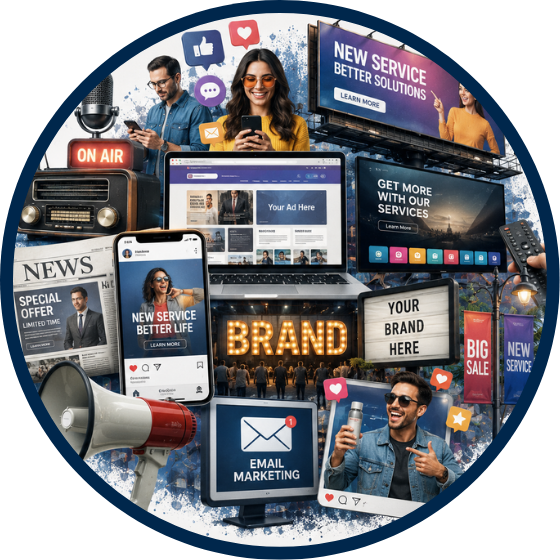 NEW SERVICE
BETTER SOLUTIONS
LEARN MORE
ON AIR
Your Ad Here
GET MORE
WITH OUR
SERVICES
Learn More
NEWS
SPECIAL
OFFER
LIMITED TIME
NEW SERVICE
BETTER LIFE
LEARN MORE
BRAND
YOUR
BRAND
HERE
BIG
SALE
NEW
SERVICE
1
EMAIL
MARKETING